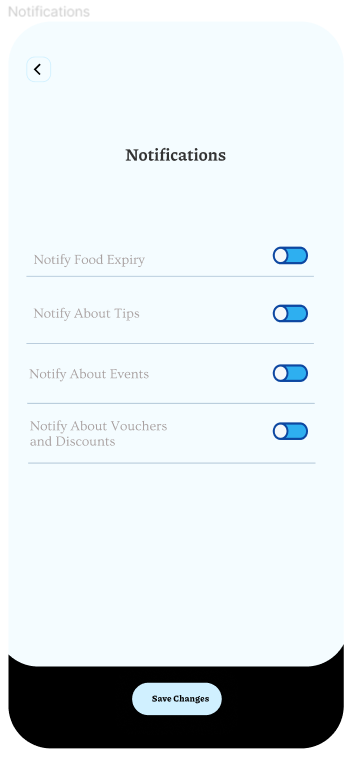 Notifications
Notifications
Notify Food Expiry
Notify About Tips
Notify About Events
Notify About Vouchers
and Discounts
Save Changes